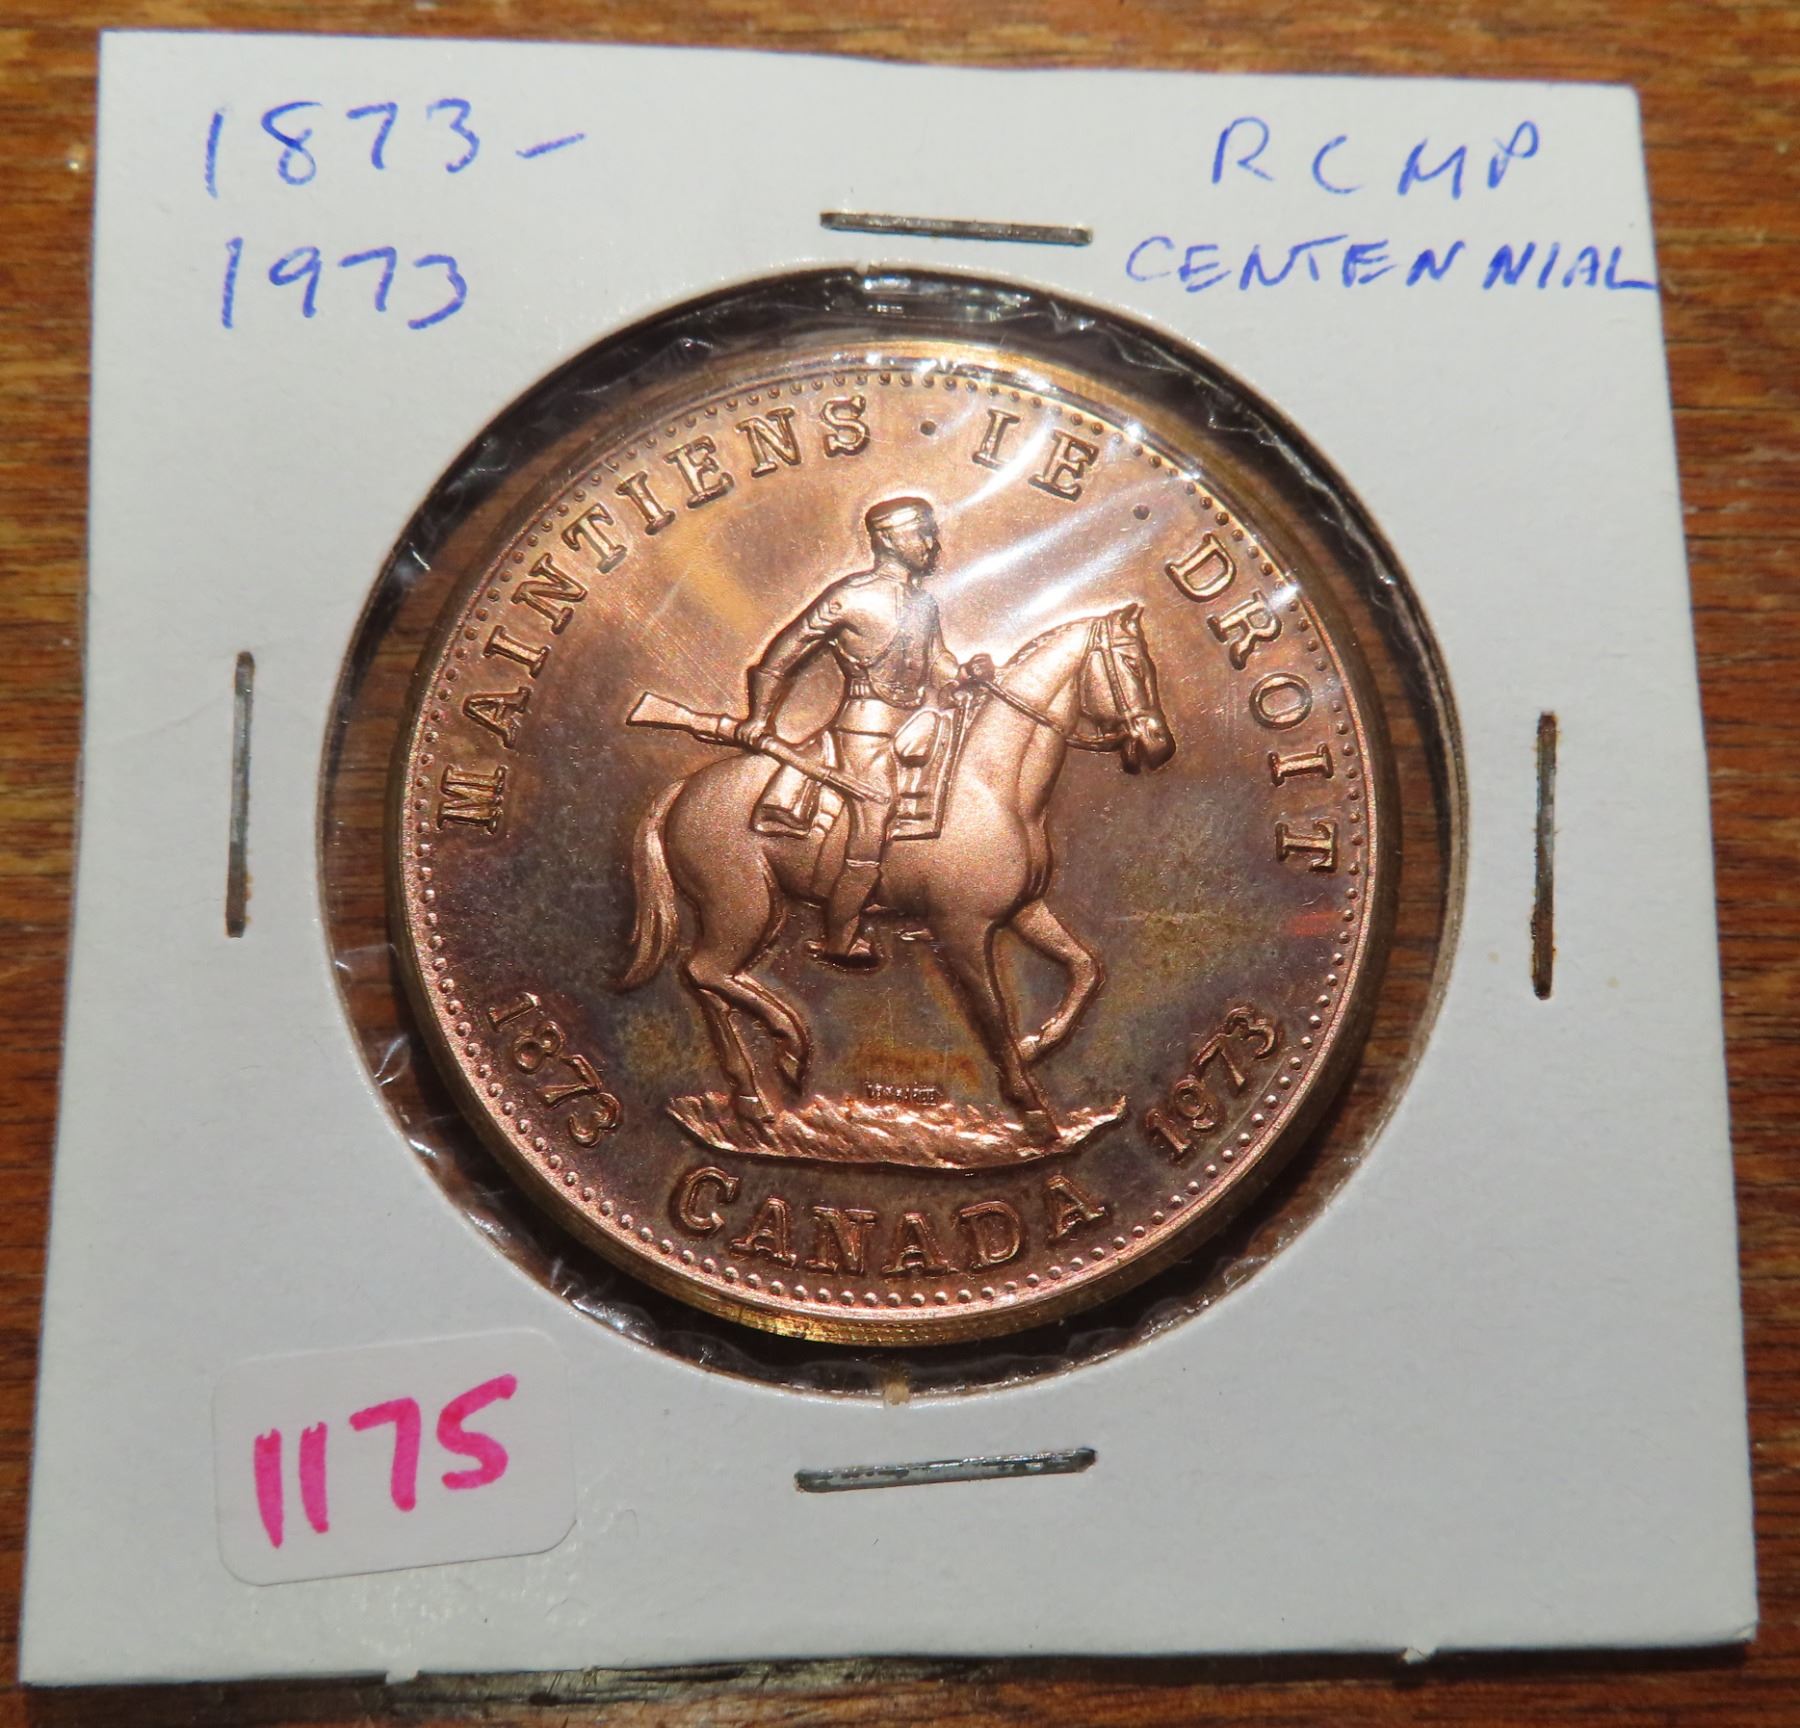 1873-
1973
RCMP
CENTENNIAL
MAINTIENS · LE · DROIT
1873
1973
CANADA
1175